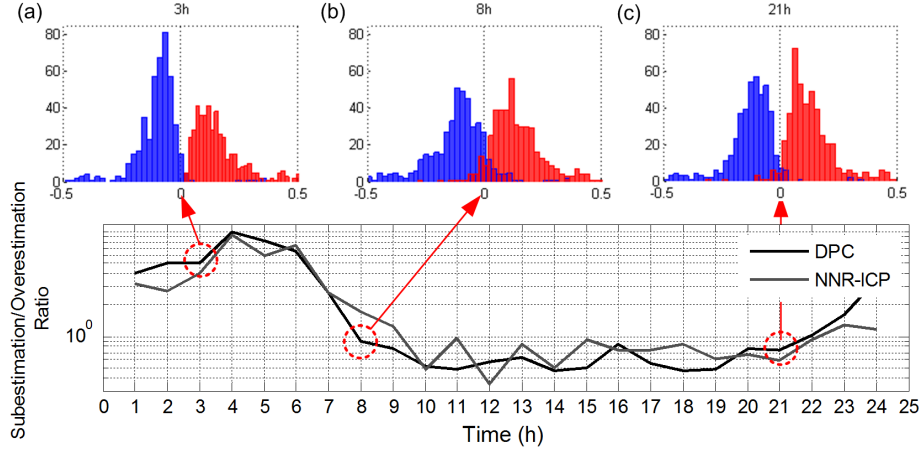 (a) 3h (b) 8h (c) 21h
80 80 80
60 60 60
40 40 40
20 20 20
0 0 0
-0.5 0 0.5 -0.5 0 0.5 -0.5 0 0.5
Subestimation/Overestimation
Ratio
10^0
DPC
NNR-ICP
0 1 2 3 4 5 6 7 8 9 10 11 12 13 14 15 16 17 18 19 20 21 22 23 24 25
Time (h)